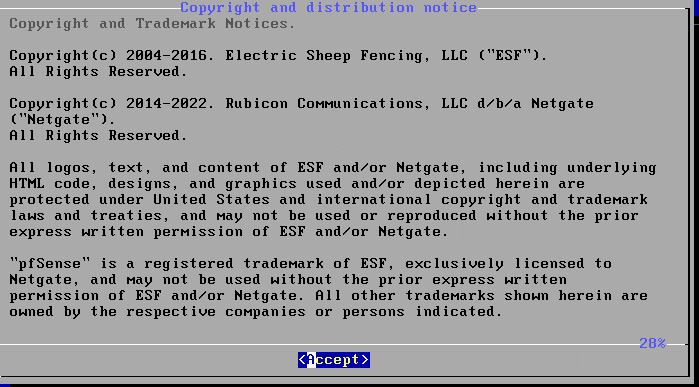 Copyright and distribution notice
Copyright and Trademark Notices.
Copyright(c) 2004-2016. Electric Sheep Fencing, LLC ("ESF").
All Rights Reserved.
Copyright(c) 2014-2022. Rubicon Communications, LLC d/b/a Netgate
("Netgate").
All Rights Reserved.
All logos, text, and content of ESF and/or Netgate, including underlying
HTML code, designs, and graphics used and/or depicted herein are
protected under United States and international copyright and trademark
laws and treaties, and may not be used or reproduced without the prior
express written permission of ESF and/or Netgate.
"pfSense" is a registered trademark of ESF, exclusively licensed to
Netgate, and may not be used without the prior express written
permission of ESF and/or Netgate. All other trademarks shown herein are
owned by the respective companies or persons indicated.
28%
<Accept>